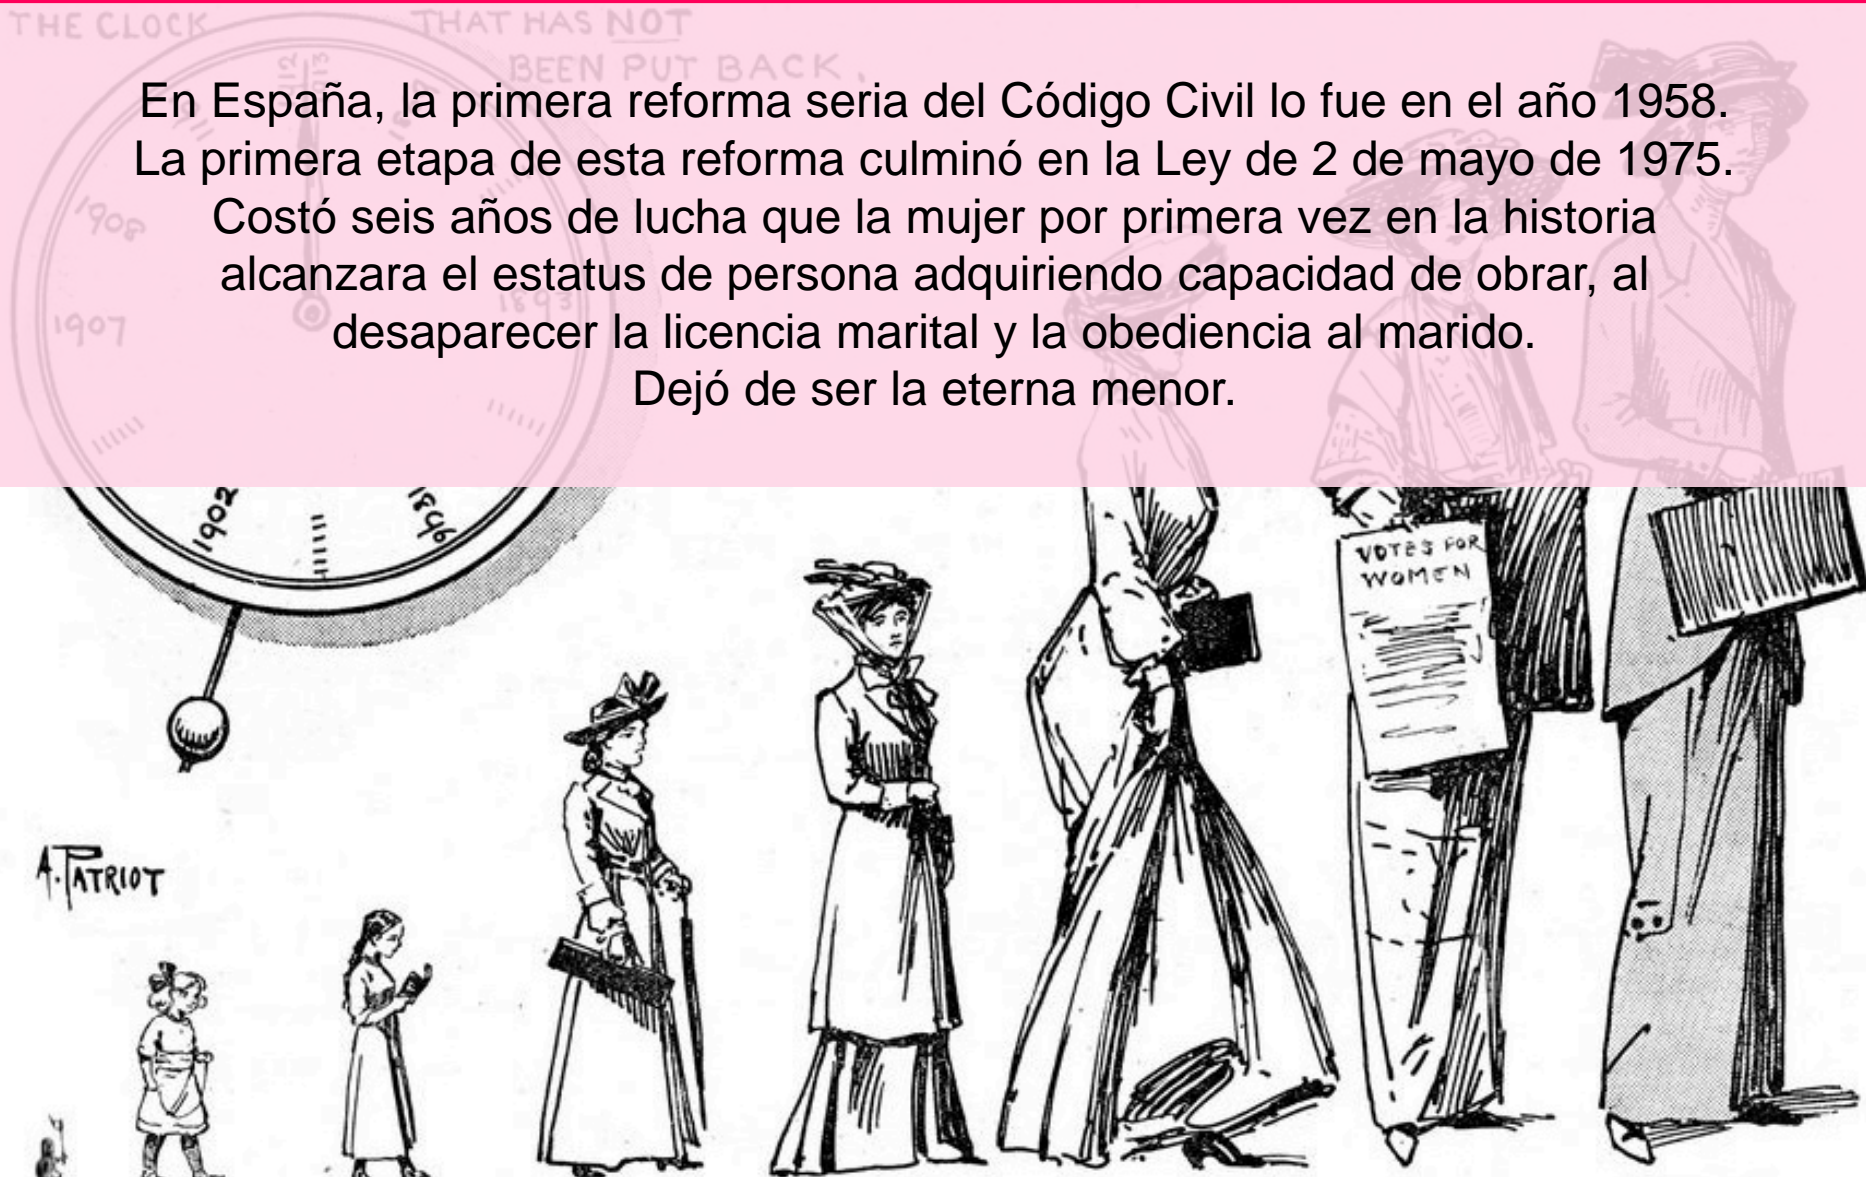 THE CLOCK THAT HAS NOT
BEEN PUT BACK.
En España, la primera reforma seria del Código Civil lo fue en el año 1958.
La primera etapa de esta reforma culminó en la Ley de 2 de mayo de 1975.
Costó seis años de lucha que la mujer por primera vez en la historia
alcanzara el estatus de persona adquiriendo capacidad de obrar, al
desaparecer la licencia marital y la obediencia al marido.
Dejó de ser la eterna menor.
1908
1893
1907
1902
1896
VOTES FOR
WOMEN
A. PATRIOT